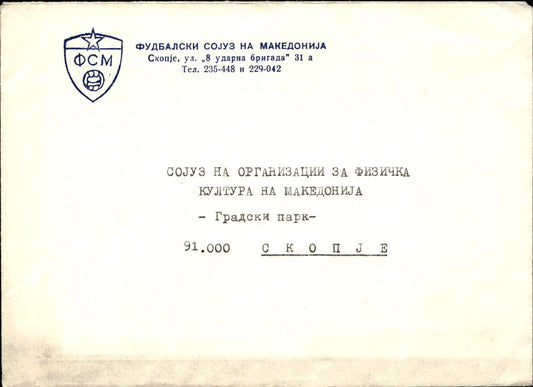 ФСМ
ФУДБАЛСКИ СОЈУЗ НА МАКЕДОНИЈА
Скопје, ул. „8 ударна бригада" 31 а
Тел. 235-448 и 229-042
СОЈУЗ НА ОРГАНИЗАЦИИ ЗА ФИЗИЧКА
КУЛТУРА НА МАКЕДОНИЈА
- Градски парк-
91.000 С К О П Ј Е